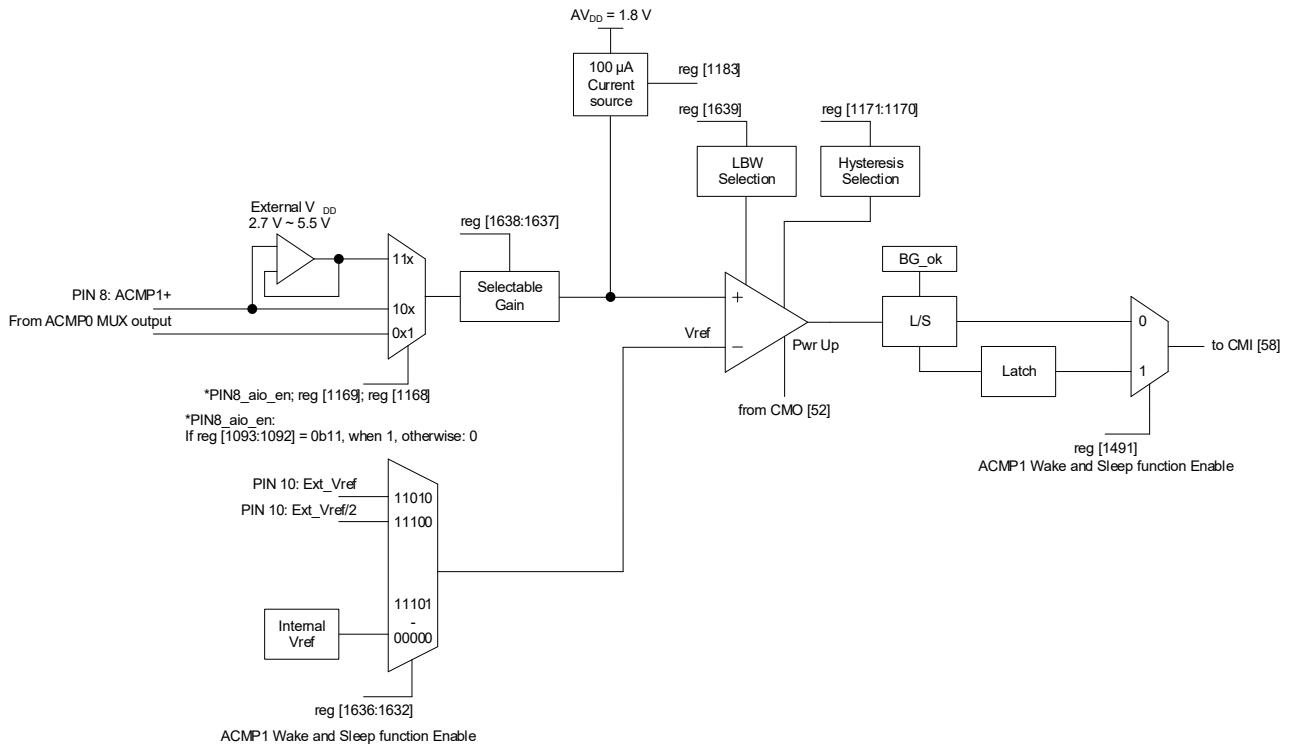 AVDD = 1.8 V
100 µA
Current
source
reg [1183]
reg [1639]
reg [1171:1170]
LBW
Selection
Hysteresis
Selection
External V DD
2.7 V ~ 5.5 V
reg [1638:1637]
11x
BG_ok
Selectable
Gain
PIN 8: ACMP1+
10x
+
From ACMP0 MUX output
0x1
L/S
0
Vref
–
Pwr Up
to CMI [58]
Latch
1
*PIN8_aio_en; reg [1169]; reg [1168]
from CMO [52]
*PIN8_aio_en:
If reg [1093:1092] = 0b11, when 1, otherwise: 0
reg [1491]
ACMP1 Wake and Sleep function Enable
PIN 10: Ext_Vref
11010
PIN 10: Ext_Vref/2
11100
11101
-
00000
Internal
Vref
reg [1636:1632]
ACMP1 Wake and Sleep function Enable